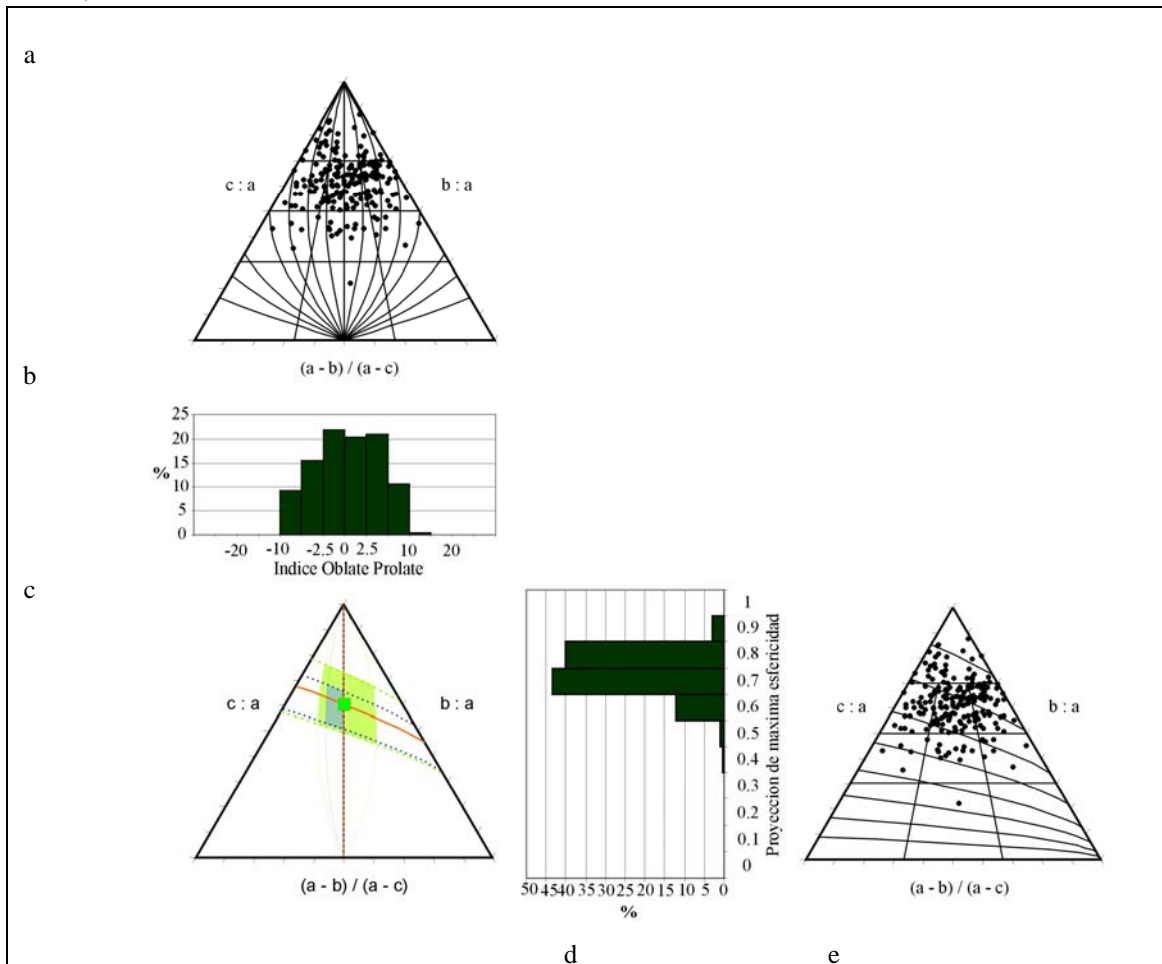 a
c : a
b : a
(a - b) / (a - c)
b
25
20
15
10
5
0
%
-20 -10 -2.5 0 2.5 10 20
Indice Oblate Prolate
c
c : a
b : a
(a - b) / (a - c)
1
0.9
0.8
0.7
0.6
0.5
0.4
0.3
0.2
0.1
0
Proyeccion de maxima esfericidad
50 45 40 35 30 25 20 15 10 5 0
%
c : a
b : a
(a - b) / (a - c)
d
e